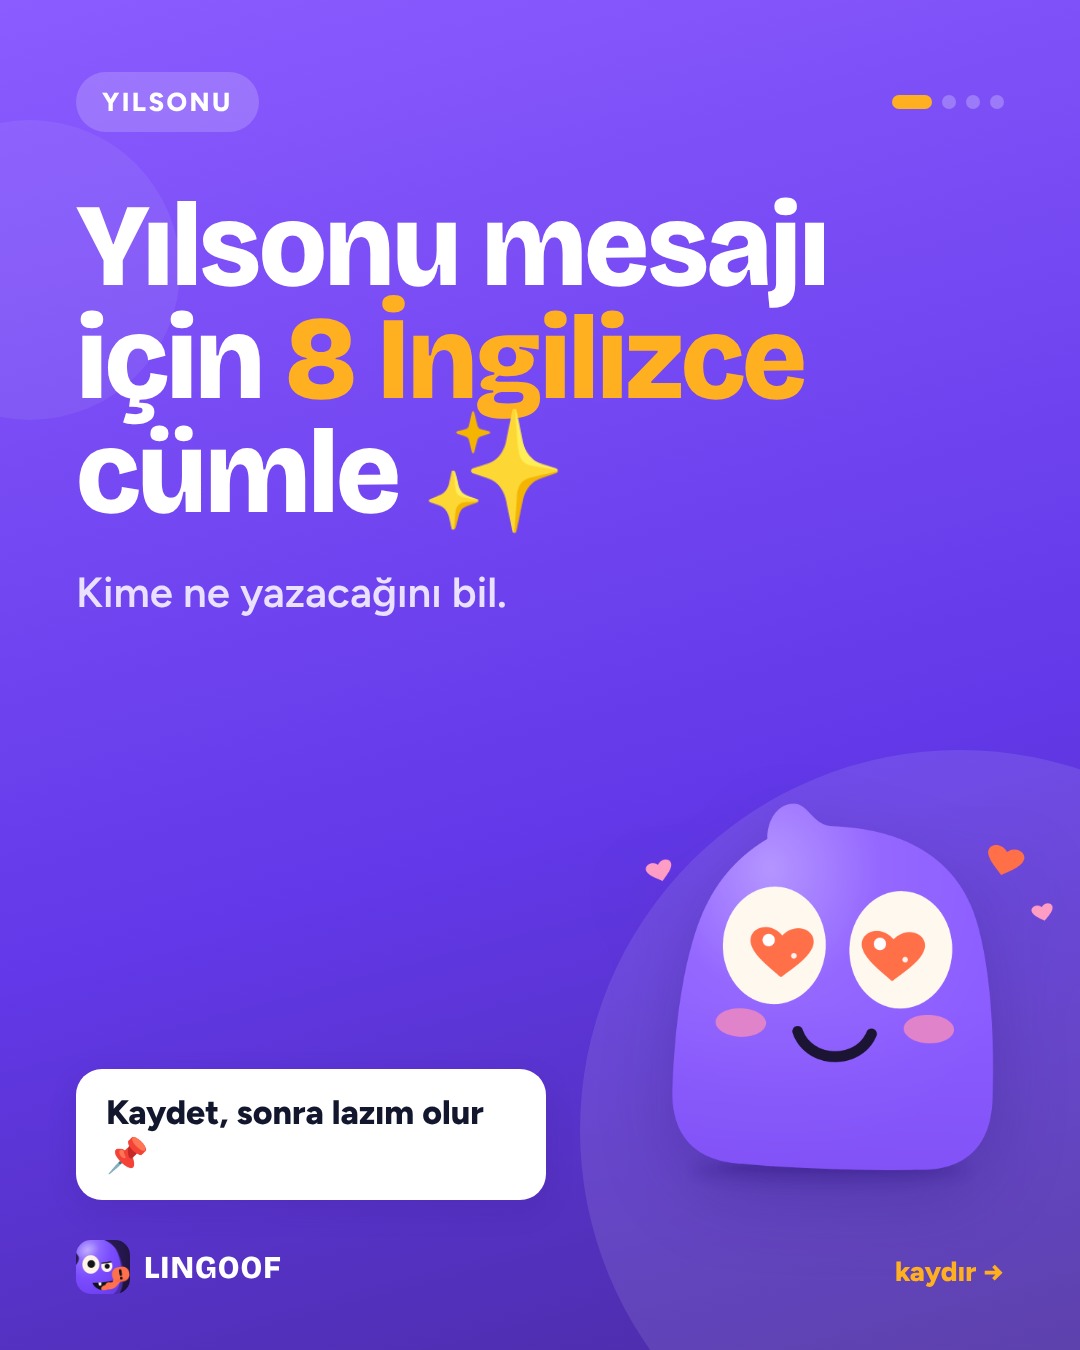 YILSONU
Yılsonu mesajı
için 8 İngilizce
cümle ✨
Kime ne yazacağını bil.
Kaydet, sonra lazım olur
📌
LINGOOF
kaydır →